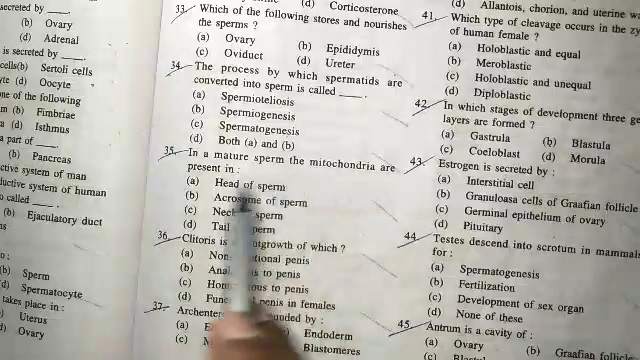 secreted by ____.
(b) Ovary
(d) Adrenal
is secreted by ____.
cells(b) Sertoli cells
(d) Oocyte
one of the following
(b) Fimbriae
(d) Isthmus
a part of ____.
(b) Pancreas
system of man
system of human
called ____.
(b) Ejaculatory duct
(b) Sperm
(d) Spermatocyte
takes place in :
Uterus
(d) Ovary
(d) Corticosterone
33. Which of the following stores and nourishes
the sperms ?
(a) Ovary (b) Epididymis
(c) Oviduct (d) Ureter
34. The process by which spermatids are
converted into sperm is called ____.
(a) Spermioteliosis
(b) Spermiogenesis
(c) Spermatogenesis
(d) Both (a) and (b)
35. In a mature sperm the mitochondria are
present in :
(a) Head of sperm
(b) Acrosome of sperm
(c) sperm
(d) Tail sperm
36. Clitoris is of which ?
(a) penis
(b) to penis
(c) to penis
(d) penis in females
37. by :
(a) Endoderm
(c) Blastomeres
(d) Allantois, chorion, and uterine
41. Which type of cleavage occurs in the
of human female ?
(a) Holoblastic and equal
(b) Meroblastic
(c) Holoblastic and unequal
(d) Diploblastic
42. In which stages of development three
layers are formed ?
(a) Gastrula (b) Blastula
(c) Coeloblast (d) Morula
43. Estrogen is secreted by :
(a) Interstitial cell
(b) Granuloasa cells of Graafian follicle
(c) Germinal epithelium of ovary
(d) Pituitary
44. Testes descend into scrotum in mammals
for :
(a) Spermatogenesis
(b) Fertilization
(c) Development of sex organ
(d) None of these
45. Antrum is a cavity of :
(a) Ovary (b) Graafian follicle
(c)